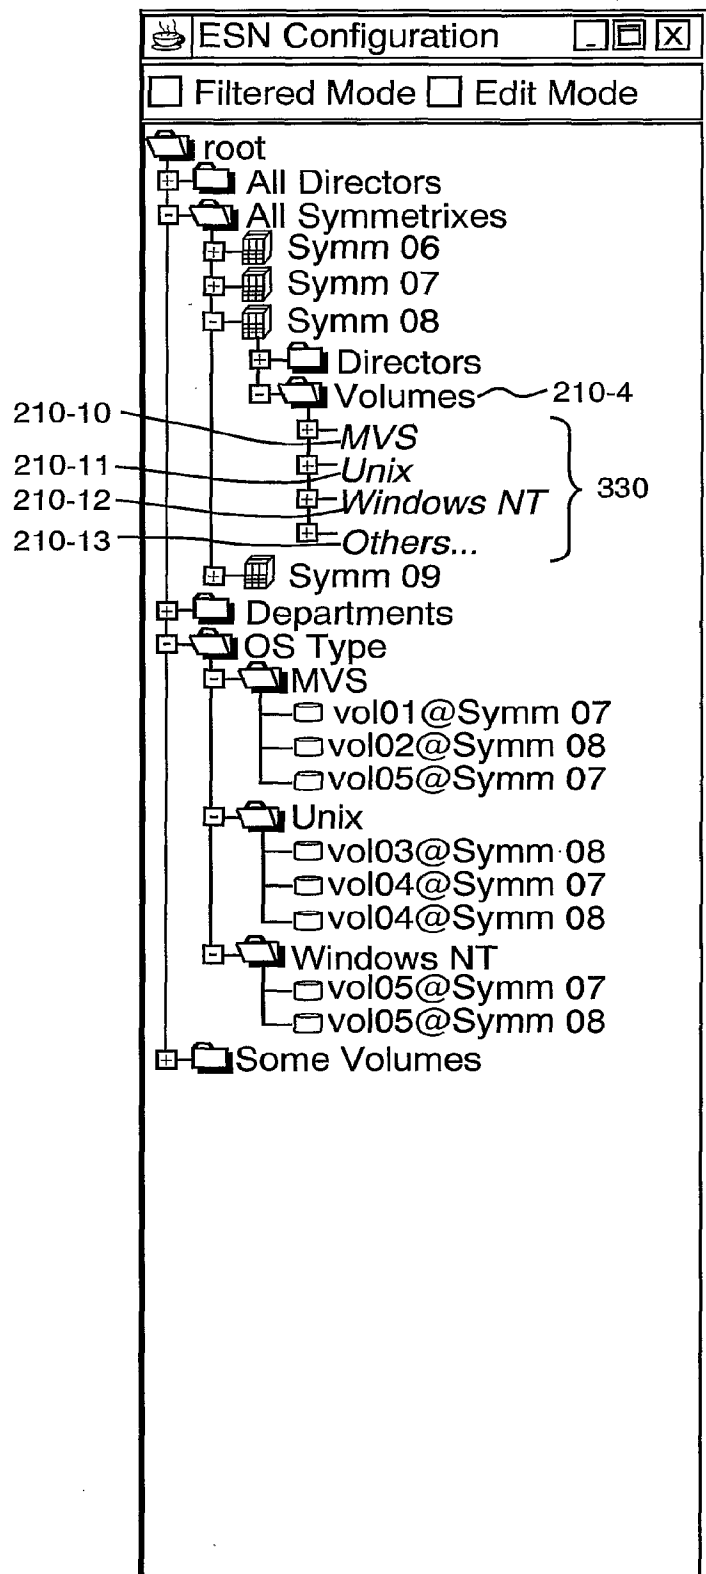 ESN Configuration
Filtered Mode Edit Mode
root
All Directors
All Symmetrixes
Symm 06
Symm 07
Symm 08
Directors
Volumes 210-4
210-10 MVS
210-11 Unix
210-12 Windows NT 330
210-13 Others...
Symm 09
Departments
OS Type
MVS
vol01@Symm 07
vol02@Symm 08
vol05@Symm 07
Unix
vol03@Symm 08
vol04@Symm 07
vol04@Symm 08
Windows NT
vol05@Symm 07
vol05@Symm 08
Some Volumes